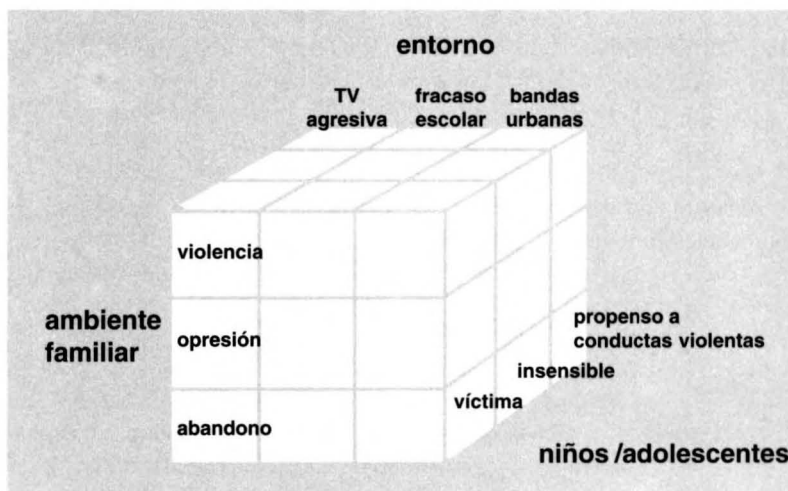 entorno
TV fracaso bandas
agresiva escolar urbanas
violencia
ambiente
familiar
opresión
propenso a
conductas violentas
insensible
víctima
abandono
niños /adolescentes